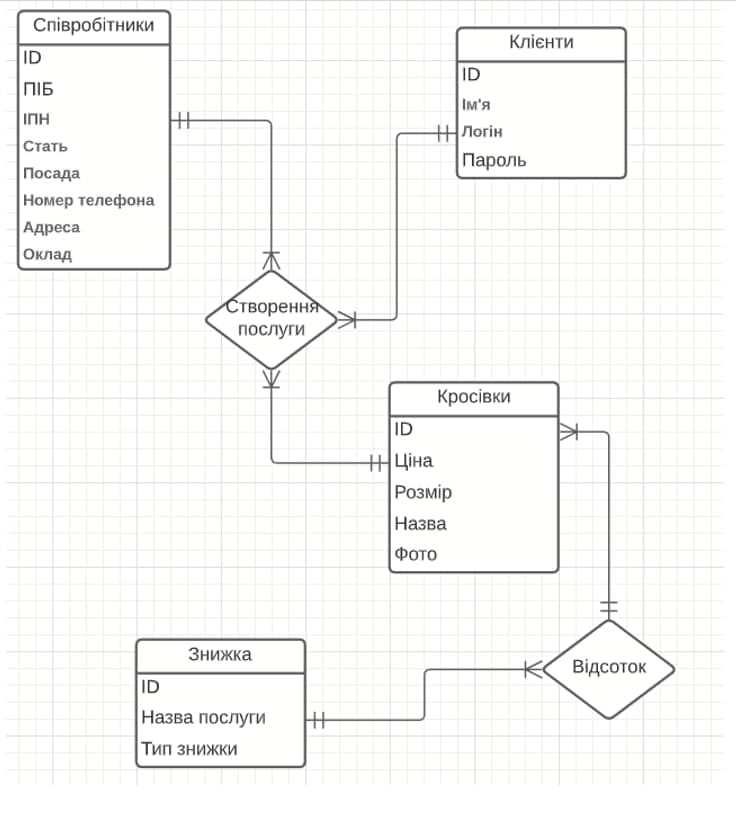 Співробітники
ID
ПІБ
ІПН
Стать
Посада
Номер телефона
Адреса
Оклад
Клієнти
ID
Ім'я
Логін
Пароль
Створення
послуги
Кросівки
ID
Ціна
Розмір
Назва
Фото
Знижка
ID
Назва послуги
Тип знижки
Відсоток